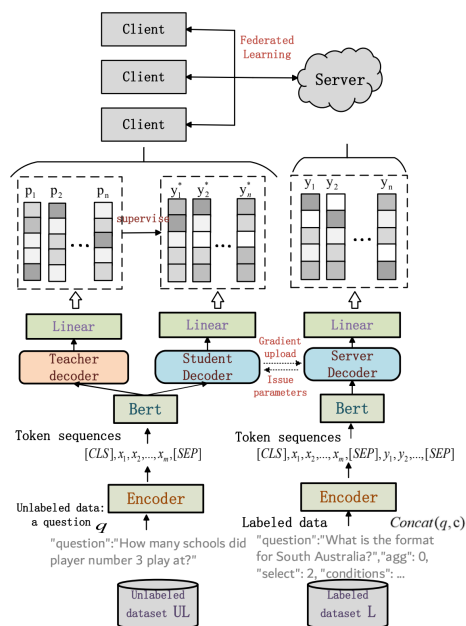 Client
Federated
Learning
Client
Server
Client
p1 p2 pn
y1* y2* yn*
y1 y2 yn
supervise
...
...
...
Linear
Linear
Linear
Teacher
decoder
Student
Decoder
Gradient
upload
Issue
parameters
Server
Decoder
Bert
Bert
Token sequences
[CLS],x1,x2,...,xm,[SEP]
Token sequences
[CLS],x1,x2,...,xm,[SEP],y1,y2,...,[SEP]
Encoder
Encoder
Unlabeled data:
a question q
Labeled data
Concat(q,c)
"question":"How many schools did
player number 3 play at?"
"question":"What is the format
for South Australia?","agg": 0,
"select": 2, "conditions": ...
Unlabeled
dataset UL
Labeled
dataset L